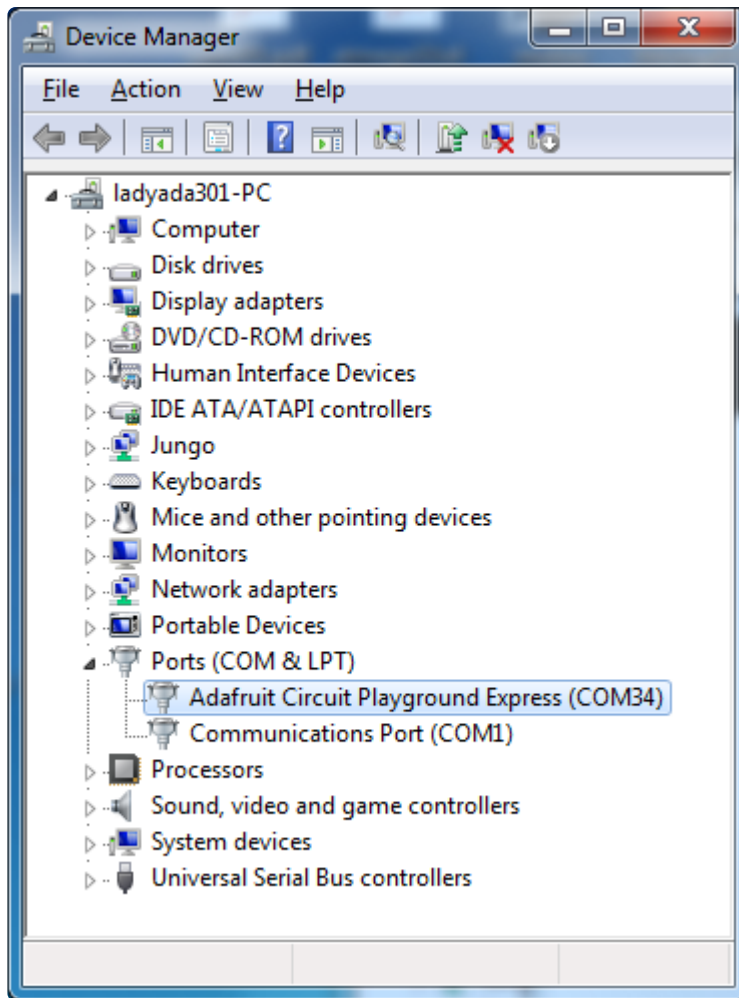 Device Manager
File Action View Help
ladyada301-PC
Computer
Disk drives
Display adapters
DVD/CD-ROM drives
Human Interface Devices
IDE ATA/ATAPI controllers
Jungo
Keyboards
Mice and other pointing devices
Monitors
Network adapters
Portable Devices
Ports (COM & LPT)
Adafruit Circuit Playground Express (COM34)
Communications Port (COM1)
Processors
Sound, video and game controllers
System devices
Universal Serial Bus controllers